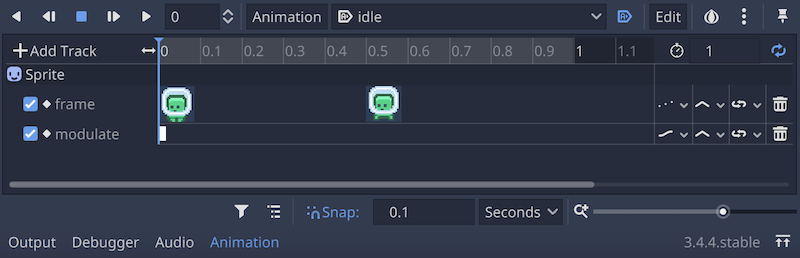 0 Animation idle Edit
Add Track 0 0.1 0.2 0.3 0.4 0.5 0.6 0.7 0.8 0.9 1 1.1 1
Sprite
frame
modulate
Snap: 0.1 Seconds
Output Debugger Audio Animation 3.4.4.stable